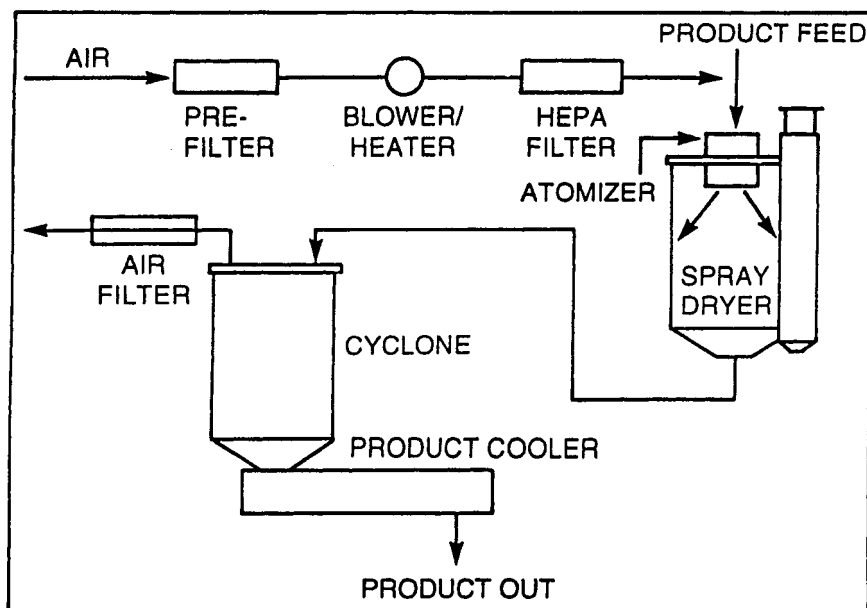 PRODUCT FEED
AIR
PRE-
FILTER
BLOWER/
HEATER
HEPA
FILTER
ATOMIZER
AIR
FILTER
SPRAY
DRYER
CYCLONE
PRODUCT COOLER
PRODUCT OUT